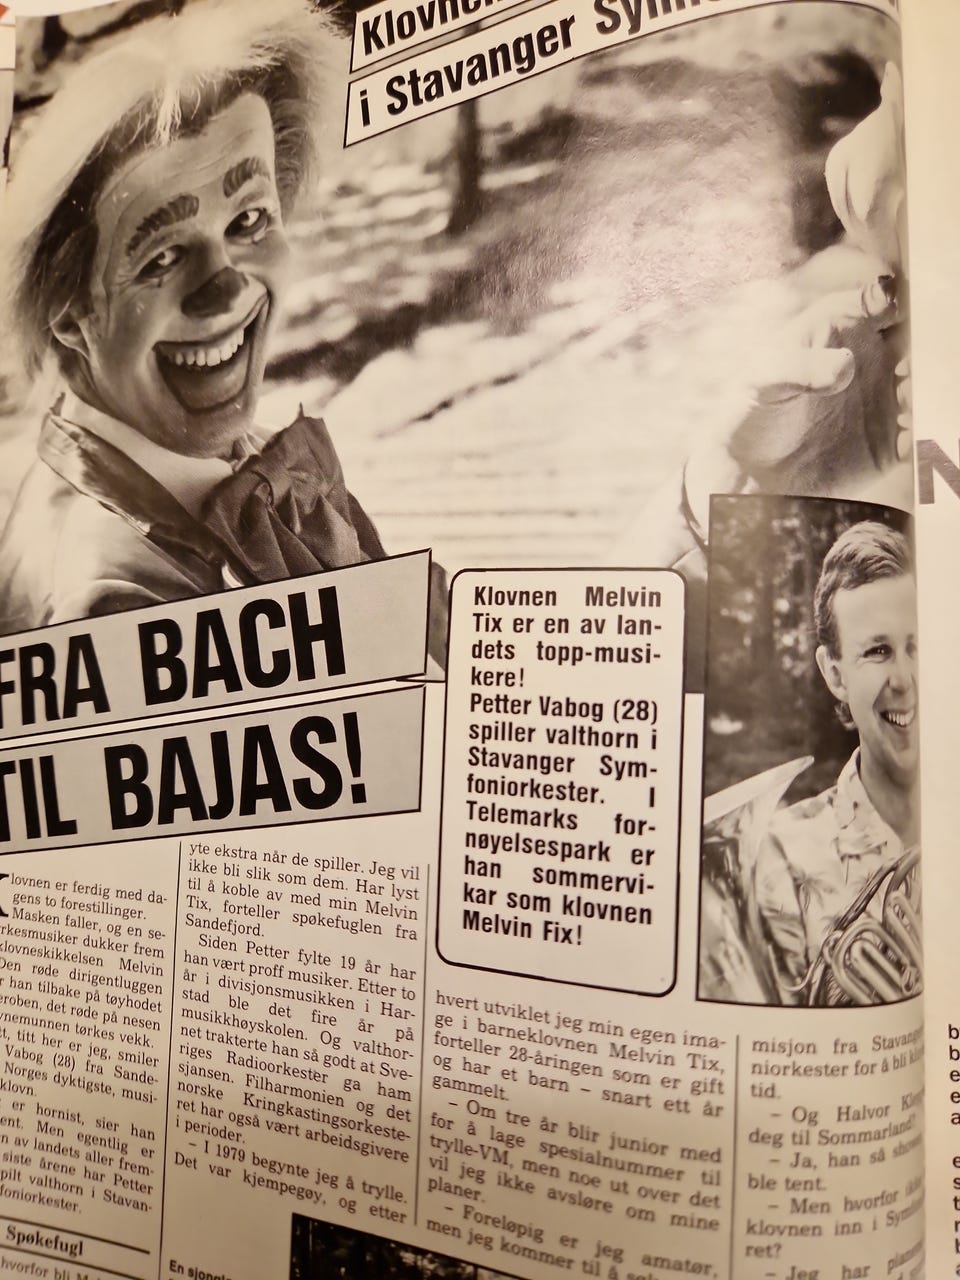 Klovnen
i Stavanger Symfo
FRA BACH
TIL BAJAS!
Klovnen Melvin
Tix er en av lan-
dets topp-musi-
kere!
Petter Vabog (28)
spiller valthorn i
Stavanger Sym-
foniorkester. I
Telemarks for-
nøyelsespark er
han sommervi-
kar som klovnen
Melvin Fix!
Klovnen er ferdig med da-
gens to forestillinger.
Masken faller, og en se-
rkesmusiker dukker frem
klovneskikkelsen Melvin
Den røde dirigentluggen
r han tilbake på tøyhodet
eroben, det røde på nesen
vnemunnen tørkes vekk.
t, titt her er jeg, smiler
Vabog (28) fra Sande-
Norges dyktigste, musi-
klovn.
er hornist, sier han
ent. Men egentlig er
n av landets aller frem-
siste årene har Petter
pilt valthorn i Stavan-
foniorkester.
Spøkefugl
hvorfor bli
yte ekstra når de spiller. Jeg vil
ikke bli slik som dem. Har lyst
til å koble av med min Melvin
Tix, forteller spøkefuglen fra
Sandefjord.
Siden Petter fylte 19 år har
han vært proff musiker. Etter to
år i divisjonsmusikken i Har-
stad ble det fire år på
musikkhøyskolen. Og valthor-
net trakterte han så godt at Sve-
riges Radioorkester ga ham
sjansen. Filharmonien og det
norske Kringkastingsorkeste-
ret har også vært arbeidsgivere
i perioder.
– I 1979 begynte jeg å trylle.
Det var kjempegøy, og etter
En sjongl
hvert utviklet jeg min egen ima-
ge i barneklovnen Melvin Tix,
forteller 28-åringen som er gift
og har et barn – snart ett år
gammelt.
– Om tre år blir junior med
for å lage spesialnummer til
trylle-VM, men noe ut over det
vil jeg ikke avsløre om mine
planer.
– Foreløpig er jeg amatør,
men jeg kommer til å
misjon fra Stavange
niorkester for å bli
tid.
– Og Halvor
deg til Sommarland?
– Ja, han så
ble tent.
– Men hvorfor
klovnen inn i Sym
ret?
– Jeg har
N